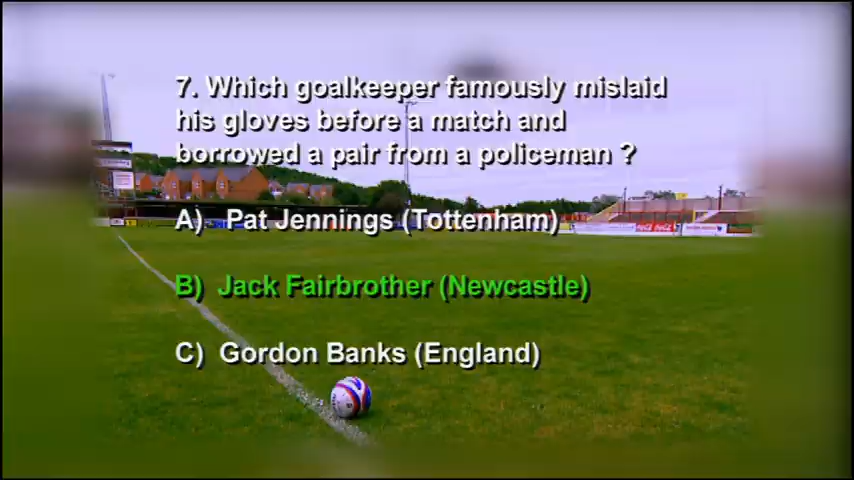 7. Which goalkeeper famously mislaid
his gloves before a match and
borrowed a pair from a policeman ?
A) Pat Jennings (Tottenham)
B) Jack Fairbrother (Newcastle)
C) Gordon Banks (England)